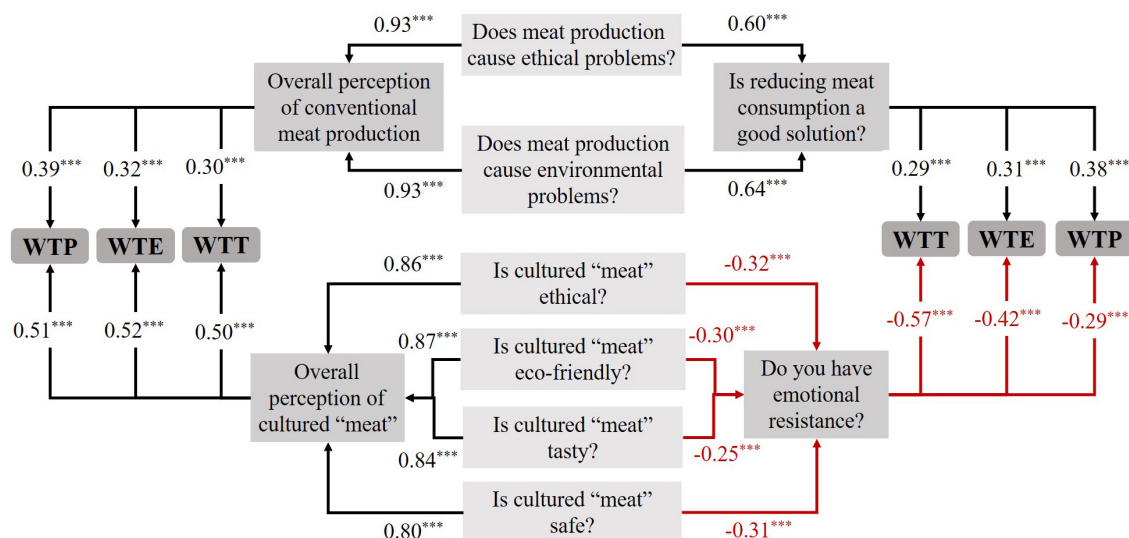 0.93***
Does meat production
cause ethical problems?
0.60***
Overall perception
of conventional
meat production
Is reducing meat
consumption a
good solution?
0.39***
0.32***
0.30***
Does meat production
cause environmental
problems?
0.93***
0.64***
0.29***
0.31***
0.38***
WTP
WTE
WTT
WTT
WTE
WTP
0.86***
Is cultured “meat”
ethical?
-0.32***
0.51***
0.52***
0.50***
-0.57***
-0.42***
-0.29***
0.87***
Is cultured “meat”
eco-friendly?
-0.30***
Overall
perception of
cultured “meat”
Do you have
emotional
resistance?
Is cultured “meat”
tasty?
0.84***
-0.25***
Is cultured “meat”
safe?
0.80***
-0.31***